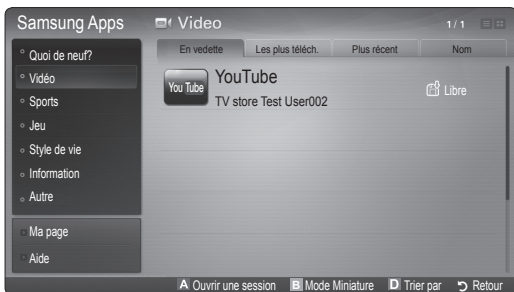 Samsung Apps
Video
1/1
Quoi de neuf?
Vidéo
Sports
Jeu
Style de vie
Information
Autre
Ma page
Aide
En vedette
Les plus téléch.
Plus récent
Nom
You Tube
YouTube
TV store Test User002
Libre
A Ouvrir une session
B Mode Miniature
D Trier par
Retour